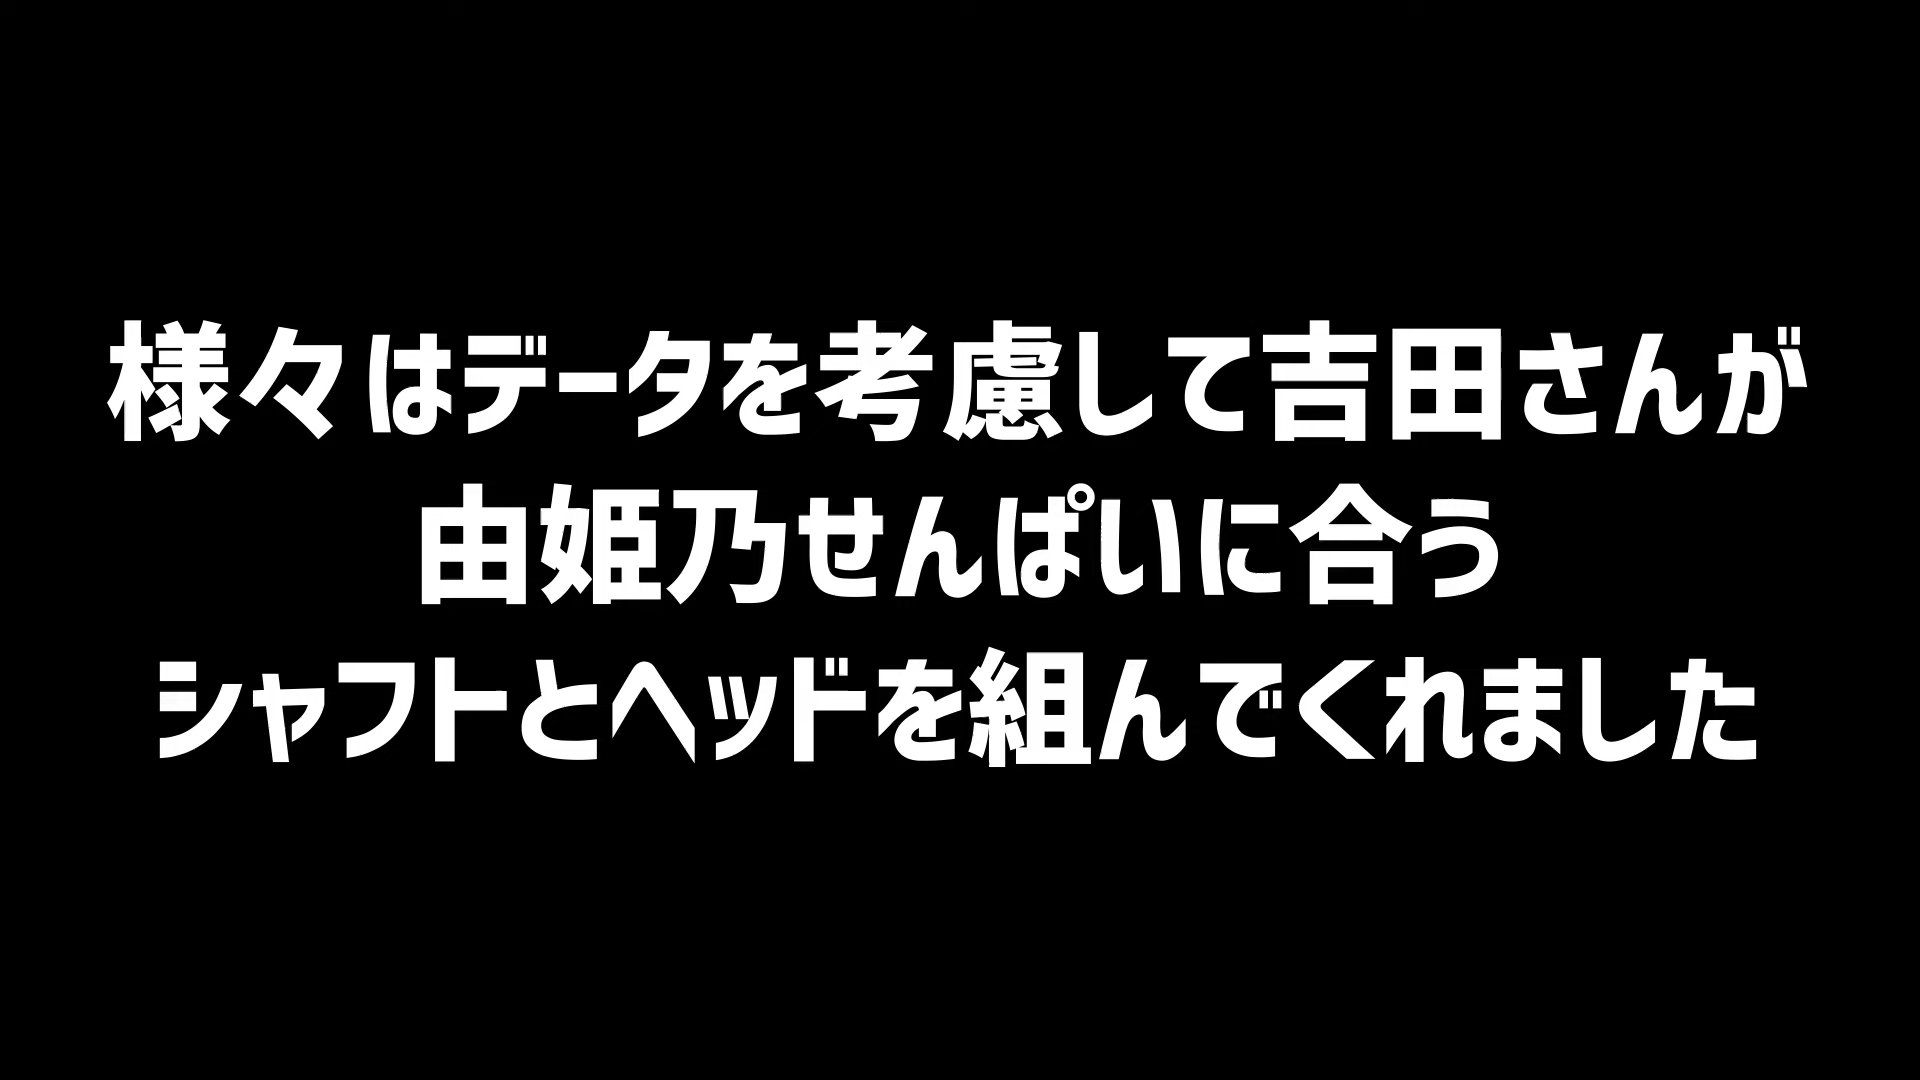 様々はデータを考慮して吉田さんが
由姫乃せんぱいに合う
シャフトとヘッドを組んでくれました